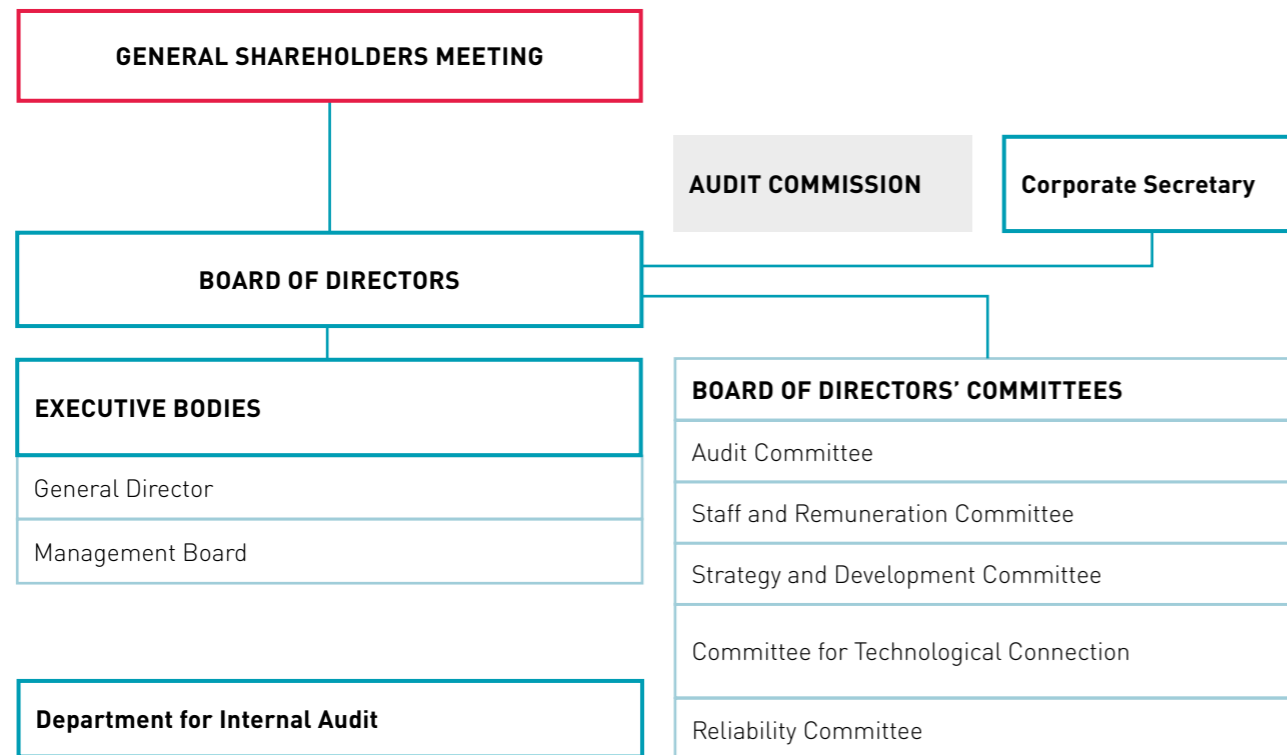 GENERAL SHAREHOLDERS MEETING
AUDIT COMMISSION
Corporate Secretary
BOARD OF DIRECTORS
EXECUTIVE BODIES
General Director
Management Board
Department for Internal Audit
BOARD OF DIRECTORS’ COMMITTEES
Audit Committee
Staff and Remuneration Committee
Strategy and Development Committee
Committee for Technological Connection
Reliability Committee